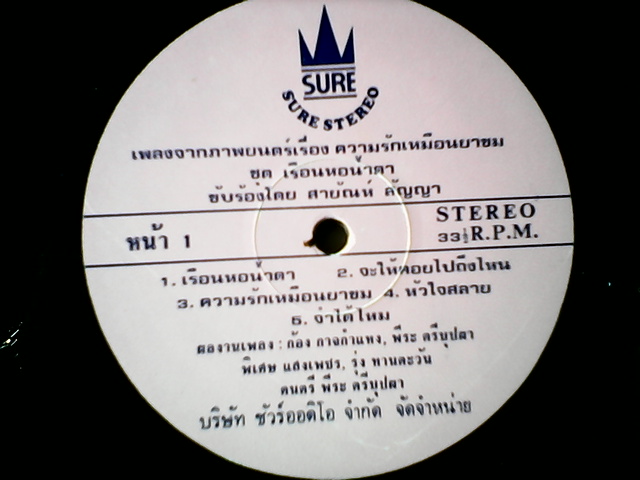 SURE
SURE STEREO
เพลงจากภาพยนตร์เรื่อง ความรักเหมือนยาขม
ชุด เรือนหอน้ำตา
ขับร้องโดย สายัณห์ สัญญา
หน้า 1
STEREO
33⅓ R.P.M.
1. เรือนหอน้ำตา 2. จะให้คอยไปถึงไหน
3. ความรักเหมือนยาขม 4. หัวใจสลาย
5. จำได้ไหม
ผลงานเพลง : ก้อง กาจกำแหง, พีระ ตรีบุปผา
พิเศษ แสงเพชร, รุ่ง ทานตะวัน
ดนตรี พีระ ตรีบุปผา
บริษัท ชัวร์ออดิโอ จำกัด จัดจำหน่าย